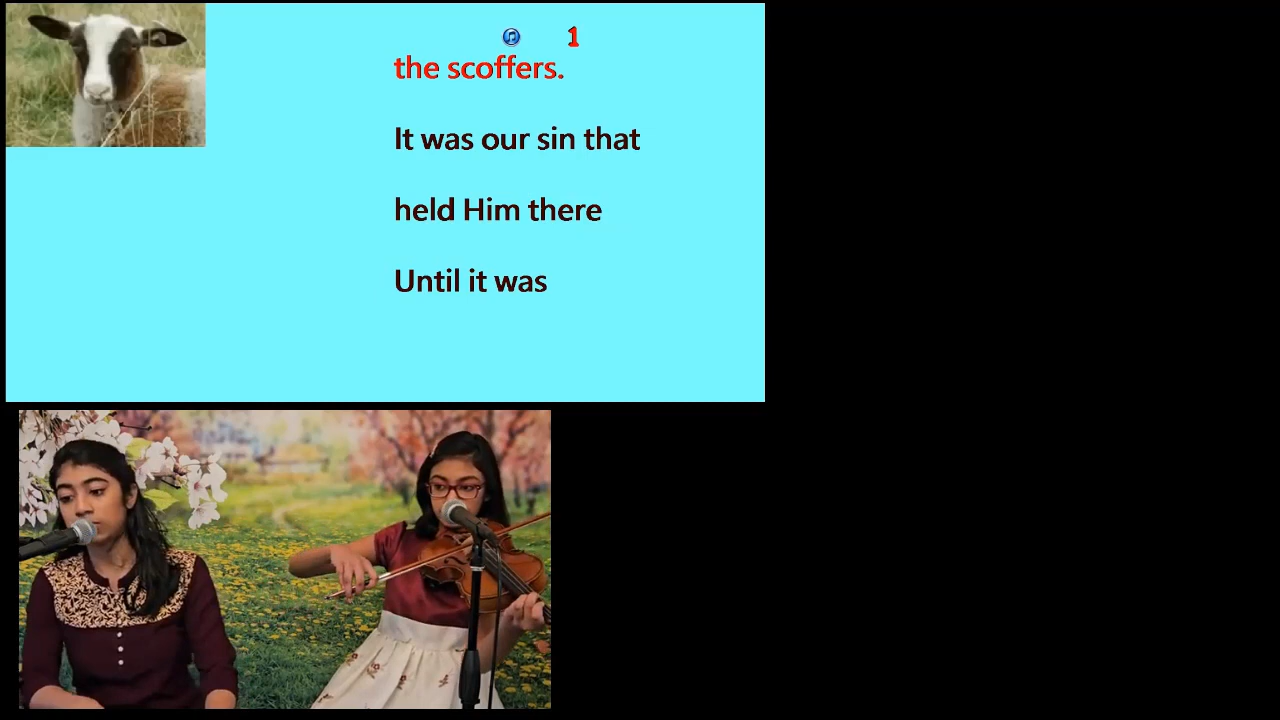 1
the scoffers.
It was our sin that
held Him there
Until it was